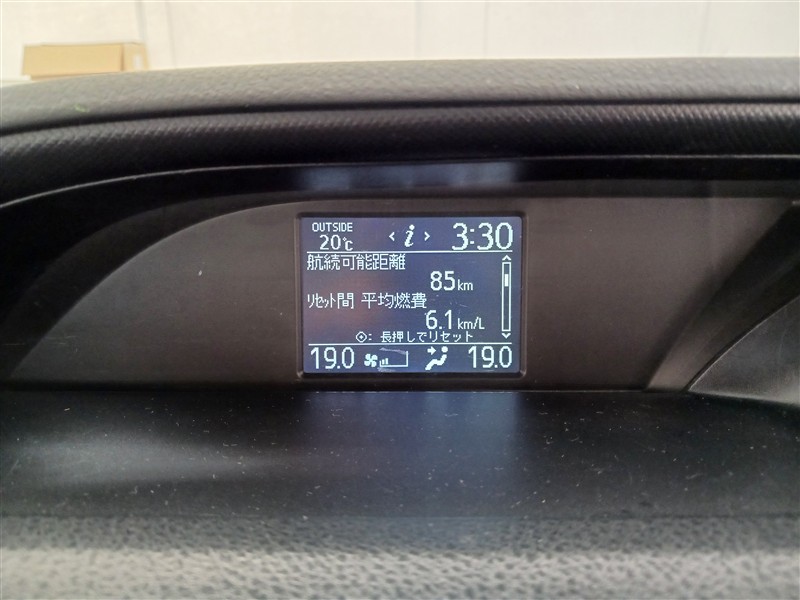 OUTSIDE
20℃
< i >
3:30
航続可能距離
85km
リセット間 平均燃費
6.1km/L
: 長押しでリセット
19.0
19.0